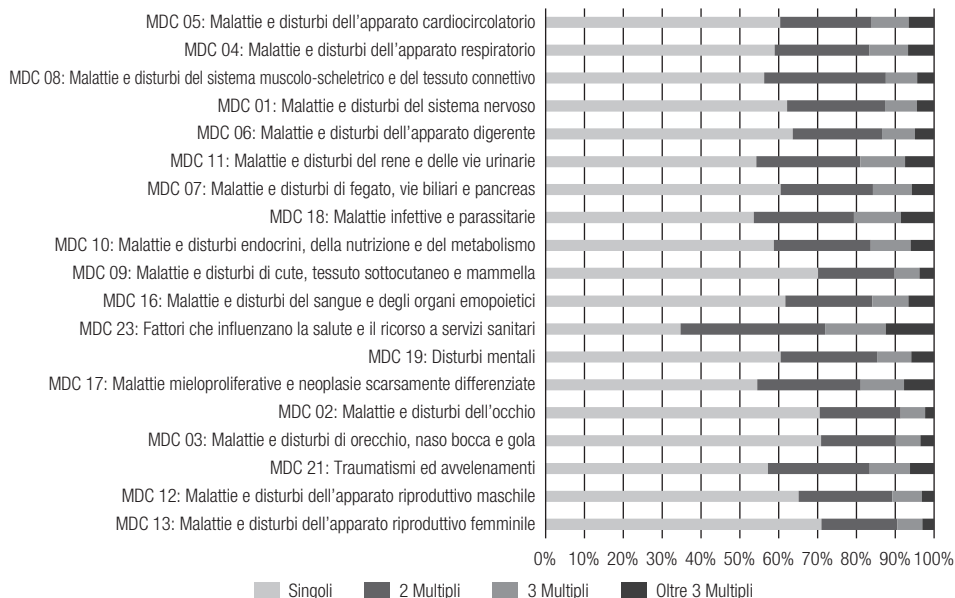 MDC 05: Malattie e disturbi dell'apparato cardiocircolatorio
MDC 04: Malattie e disturbi dell'apparato respiratorio
MDC 08: Malattie e disturbi del sistema muscolo-scheletrico e del tessuto connettivo
MDC 01: Malattie e disturbi del sistema nervoso
MDC 06: Malattie e disturbi dell'apparato digerente
MDC 11: Malattie e disturbi del rene e delle vie urinarie
MDC 07: Malattie e disturbi di fegato, vie biliari e pancreas
MDC 18: Malattie infettive e parassitarie
MDC 10: Malattie e disturbi endocrini, della nutrizione e del metabolismo
MDC 09: Malattie e disturbi di cute, tessuto sottocutaneo e mammella
MDC 16: Malattie e disturbi del sangue e degli organi emopoietici
MDC 23: Fattori che influenzano la salute e il ricorso a servizi sanitari
MDC 19: Disturbi mentali
MDC 17: Malattie mieloproliferative e neoplasie scarsamente differenziate
MDC 02: Malattie e disturbi dell'occhio
MDC 03: Malattie e disturbi di orecchio, naso bocca e gola
MDC 21: Traumatismi ed avvelenamenti
MDC 12: Malattie e disturbi dell'apparato riproduttivo maschile
MDC 13: Malattie e disturbi dell'apparato riproduttivo femminile
0% 10% 20% 30% 40% 50% 60% 70% 80% 90% 100%
Singoli 2 Multipli 3 Multipli Oltre 3 Multipli